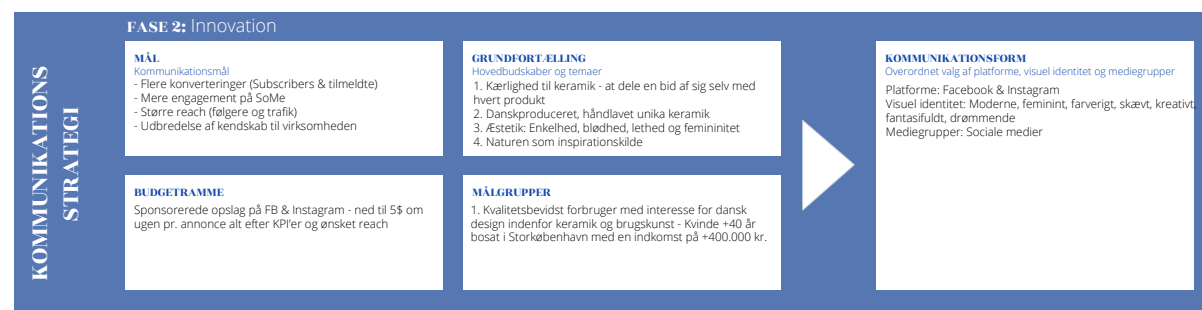 KOMMUNIKATIONS
STRATEGI
FASE 2: Innovation
MÅL
Kommunikationsmål
- Flere konverteringer (Subscribers & tilmeldte)
- Mere engagement på SoMe
- Større reach (følgere og trafik)
- Udbredelse af kendskab til virksomheden
GRUNDFORTÆLLING
Hovedbudskaber og temaer
1. Kærlighed til keramik - at dele en bid af sig selv med
hvert produkt
2. Danskproduceret, håndlavet unika keramik
3. Æstetik: Enkelhed, blødhed, lethed og femininitet
4. Naturen som inspirationskilde
BUDGETRAMME
Sponsorerede opslag på FB & Instagram - ned til 5$ om
ugen pr. annonce alt efter KPI'er og ønsket reach
MÅLGRUPPER
1. Kvalitetsbevidst forbruger med interesse for dansk
design indenfor keramik og brugskunst - Kvinde +40 år
bosat i Storkøbenhavn med en indkomst på +400.000 kr.
KOMMUNIKATIONSFORM
Overordnet valg af platforme, visuel identitet og mediegrupper
Platforme: Facebook & Instagram
Visuel identitet: Moderne, feminint, farverigt, skævt, kreativt,
fantasifuldt, drømmende
Mediegrupper: Sociale medier